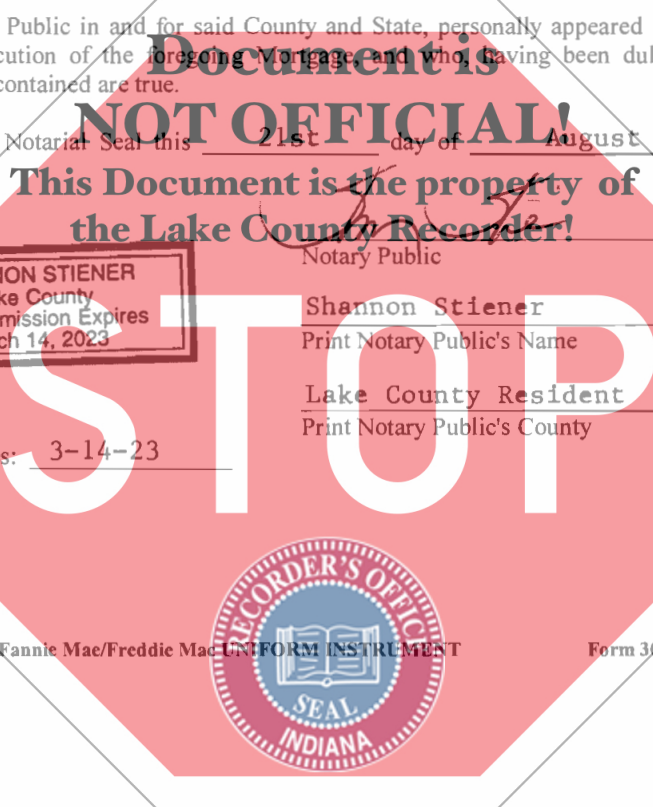 Public in and for said County and State, personally appeared
cution of the foregoing Mortgage, and who, having been dul
contained are true.
Document is
NOT OFFICIAL!
This Document is the property of
the Lake County Recorder!
Notarial Seal this 21st day of August
Notary Public
ION STIENER
ke County
mission Expires
ch 14, 2023
Shannon Stiener
Print Notary Public's Name
Lake County Resident
Print Notary Public's County
s: 3-14-23
STOP
RECORDER'S OFFICE
SEAL
INDIANA
Fannie Mae/Freddie Mac UNIFORM INSTRUMENT Form 30